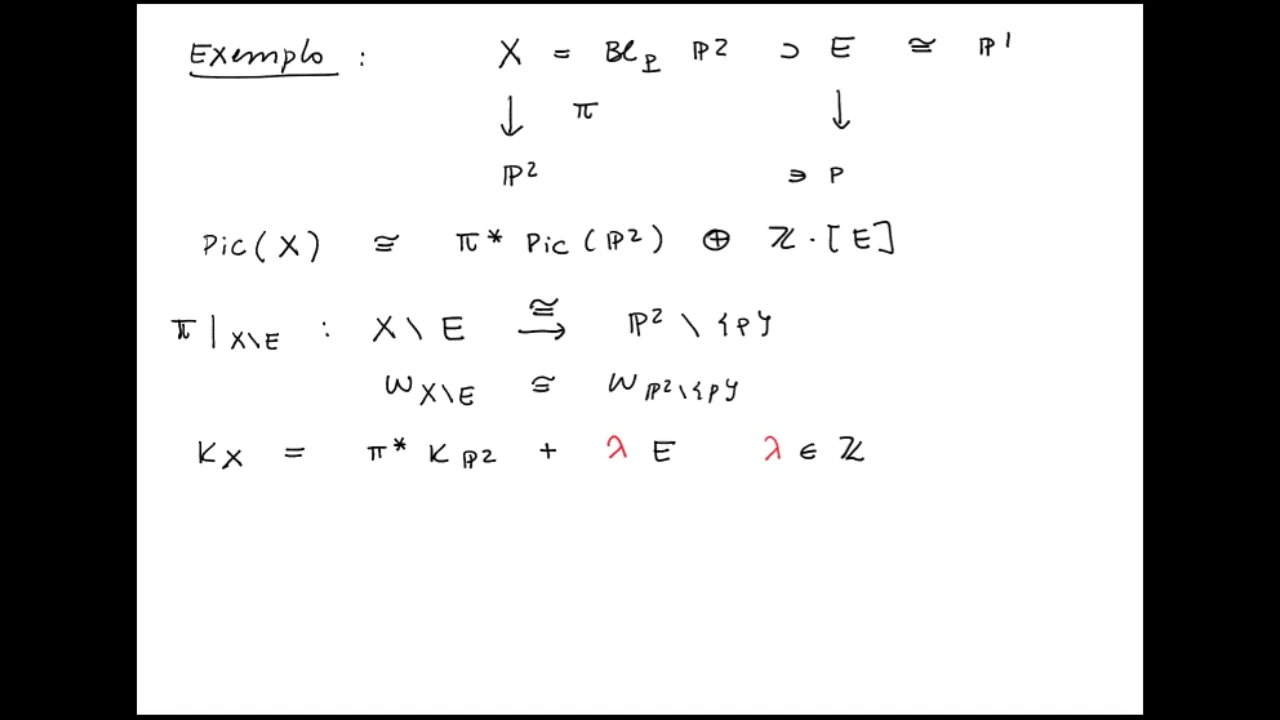 Exemplo : X = Bl_P ℙ² ⊃ E ≅ ℙ¹
↓ π ↓
ℙ² ∋ P
Pic(X) ≅ π* Pic(ℙ²) ⊕ ℤ·[E]
π|_{X\E} : X \ E ≅→ ℙ² \ {P}
ω_{X\E} ≅ ω_{ℙ²\{P}}
K_X = π* K_{ℙ²} + λ E λ ∈ ℤ